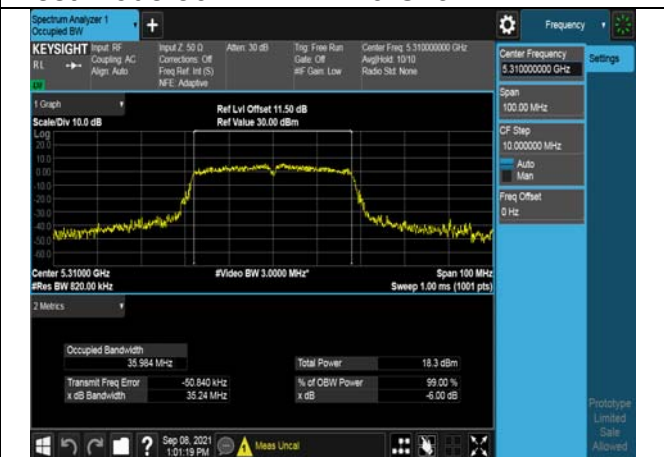 Spectrum Analyzer 1
Occupied BW
+
Frequency
KEYSIGHT
RL
Input: RF
Coupling: AC
Align: Auto
Input Z: 50 Ω
Corrections: Off
Freq Ref: Int (S)
NFE: Adaptive
Atten: 30 dB
Trig: Free Run
Gate: Off
#IF Gain: Low
Center Freq: 5.310000000 GHz
Avg|Hold: 10/10
Radio Std: None
Center Frequency
5.310000000 GHz
Settings
Span
100.00 MHz
CF Step
10.000000 MHz
Auto
Man
Freq Offset
0 Hz
1 Graph
Scale/Div 10.0 dB
Ref Lvl Offset 11.50 dB
Ref Value 30.00 dBm
Log
20.0
10.0
0.00
-10.0
-20.0
-30.0
-40.0
-50.0
-60.0
Center 5.31000 GHz
#Res BW 820.00 kHz
#Video BW 3.0000 MHz*
Span 100 MHz
Sweep 1.00 ms (1001 pts)
2 Metrics
Occupied Bandwidth
35.984 MHz
Total Power 18.3 dBm
Transmit Freq Error -50.840 kHz
% of OBW Power 99.00 %
x dB Bandwidth 35.24 MHz
x dB -6.00 dB
Prototype
Limited
Sale
Allowed
?
Sep 08, 2021
1:01:19 PM
Meas Uncal